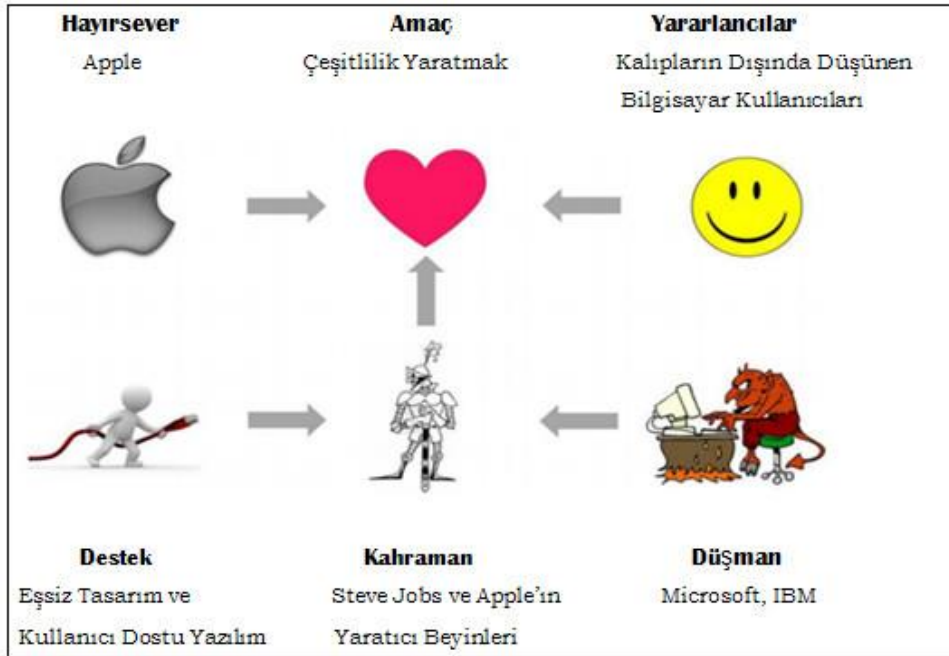 Hayırsever
Apple
Amaç
Çeşitlilik Yaratmak
Yararlancılar
Kalıpların Dışında Düşünen
Bilgisayar Kullanıcıları
Destek
Eşsiz Tasarım ve
Kullanıcı Dostu Yazılım
Kahraman
Steve Jobs ve Apple’ın
Yaratıcı Beyinleri
Düşman
Microsoft, IBM